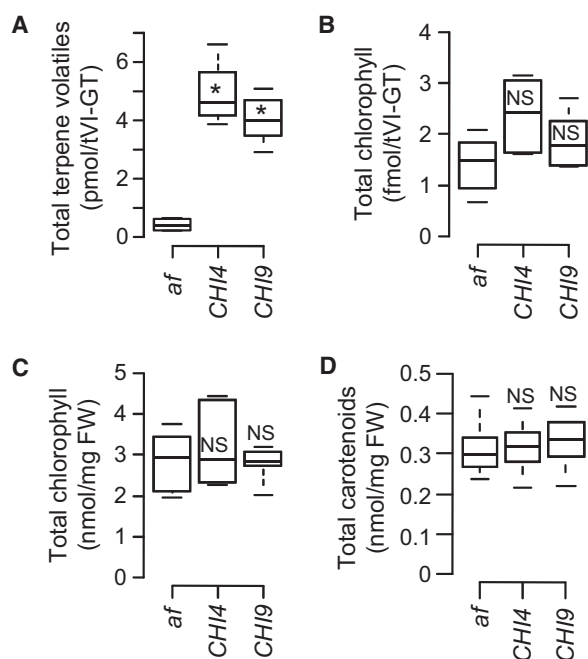 A
Total terpene volatiles
(pmol/tVI-GT)
6
4
2
0
*
*
af
CHI4
CHI9
B
Total chlorophyll
(fmol/tVI-GT)
4
3
2
1
0
NS
NS
af
CHI4
CHI9
C
Total chlorophyll
(nmol/mg FW)
5
4
3
2
1
0
NS
NS
af
CHI4
CHI9
D
Total carotenoids
(nmol/mg FW)
0.5
0.4
0.3
0.2
0.1
0
NS
NS
af
CHI4
CHI9